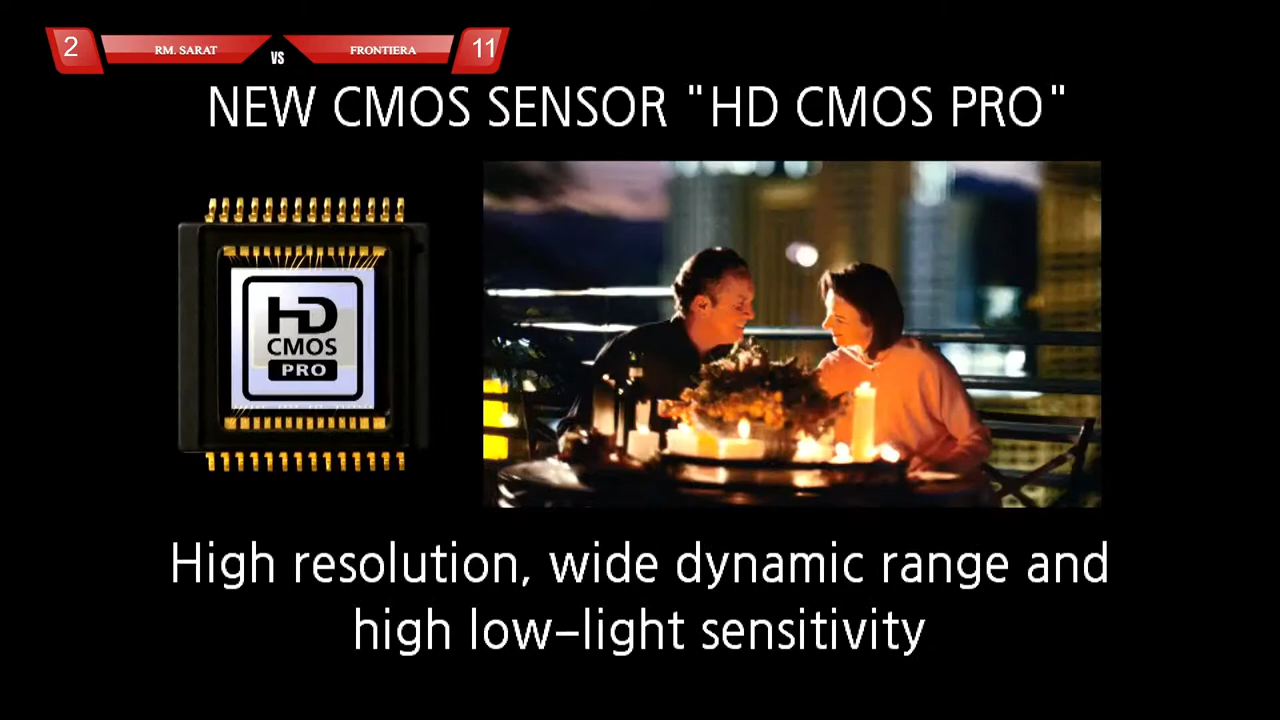 2 RM. SARAT VS FRONTIERA 11
NEW CMOS SENSOR "HD CMOS PRO"
HD
CMOS
PRO
High resolution, wide dynamic range and
high low-light sensitivity